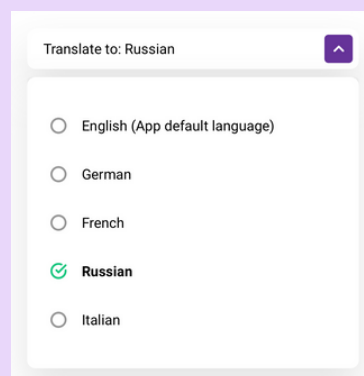 Translate to: Russian
English (App default language)
German
French
Russian
Italian